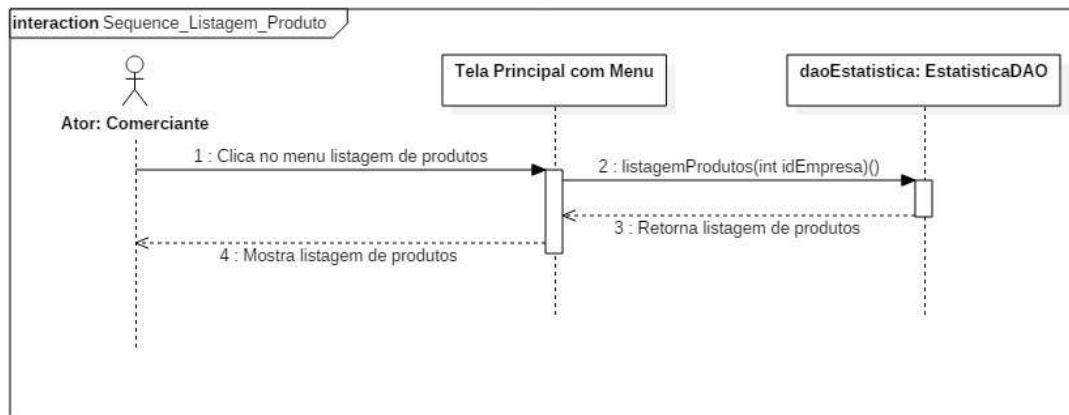 interaction Sequence_Listagem_Produto
Tela Principal com Menu
daoEstatistica: EstatisticaDAO
Ator: Comerciante
1 : Clica no menu listagem de produtos
2 : listagemProdutos(int idEmpresa)()
3 : Retorna listagem de produtos
4 : Mostra listagem de produtos